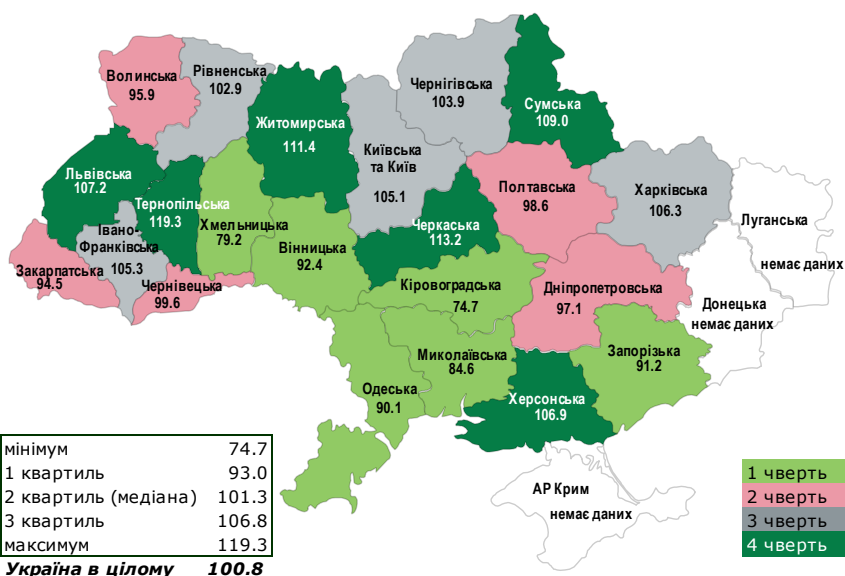 Волинська
95.9
Рівненська
102.9
Житомирська
111.4
Київська
та Київ
105.1
Чернігівська
103.9
Сумська
109.0
Львівська
107.2
Тернопільська
119.3
Хмельницька
79.2
Вінницька
92.4
Черкаська
113.2
Полтавська
98.6
Харківська
106.3
Луганська
немає даних
Івано-
Франківська
105.3
Закарпатська
94.5
Чернівецька
99.6
Кіровоградська
74.7
Дніпропетровська
97.1
Донецька
немає даних
Одеська
90.1
Миколаївська
84.6
Запорізька
91.2
Херсонська
106.9
АР Крим
немає даних
мінімум 74.7
1 квартиль 93.0
2 квартиль (медіана) 101.3
3 квартиль 106.8
максимум 119.3
Україна в цілому 100.8
1 чверть
2 чверть
3 чверть
4 чверть